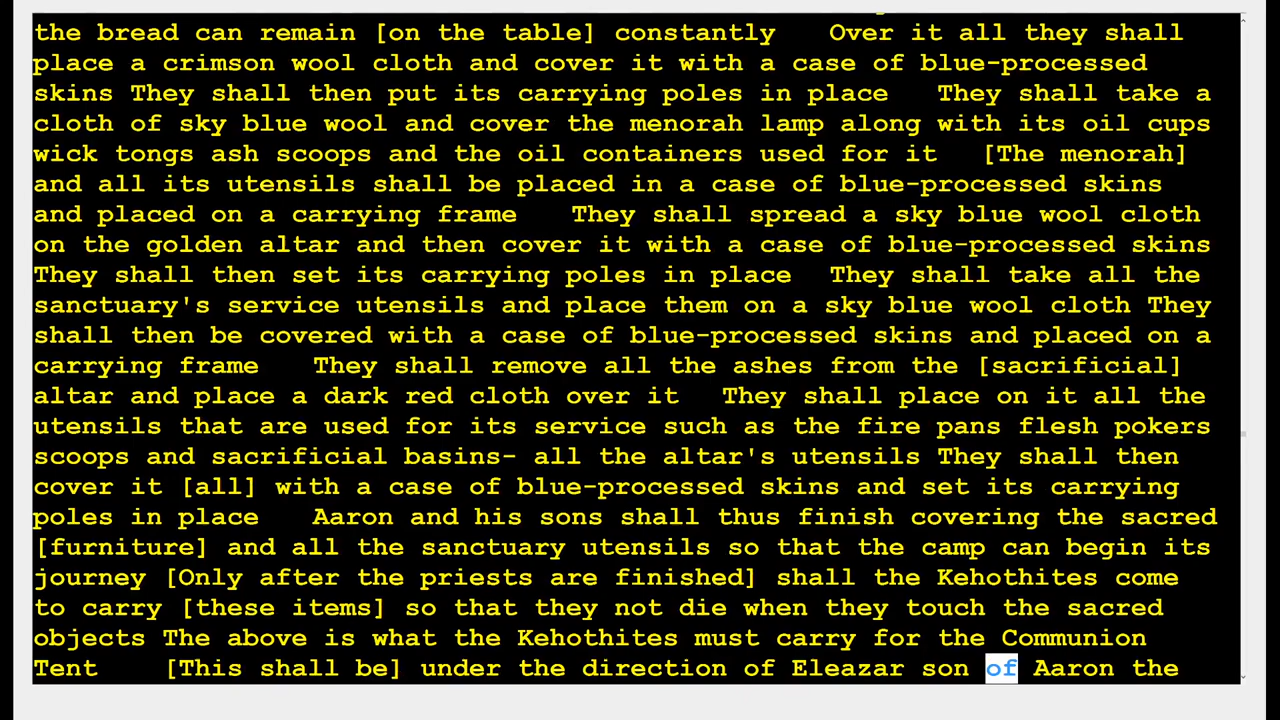 the bread can remain [on the table] constantly Over it all they shall
place a crimson wool cloth and cover it with a case of blue-processed
skins They shall then put its carrying poles in place They shall take a
cloth of sky blue wool and cover the menorah lamp along with its oil cups
wick tongs ash scoops and the oil containers used for it [The menorah]
and all its utensils shall be placed in a case of blue-processed skins
and placed on a carrying frame They shall spread a sky blue wool cloth
on the golden altar and then cover it with a case of blue-processed skins
They shall then set its carrying poles in place They shall take all the
sanctuary's service utensils and place them on a sky blue wool cloth They
shall then be covered with a case of blue-processed skins and placed on a
carrying frame They shall remove all the ashes from the [sacrificial]
altar and place a dark red cloth over it They shall place on it all the
utensils that are used for its service such as the fire pans flesh pokers
scoops and sacrificial basins- all the altar's utensils They shall then
cover it [all] with a case of blue-processed skins and set its carrying
poles in place Aaron and his sons shall thus finish covering the sacred
[furniture] and all the sanctuary utensils so that the camp can begin its
journey [Only after the priests are finished] shall the Kehothites come
to carry [these items] so that they not die when they touch the sacred
objects The above is what the Kehothites must carry for the Communion
Tent [This shall be] under the direction of Eleazar son of Aaron the